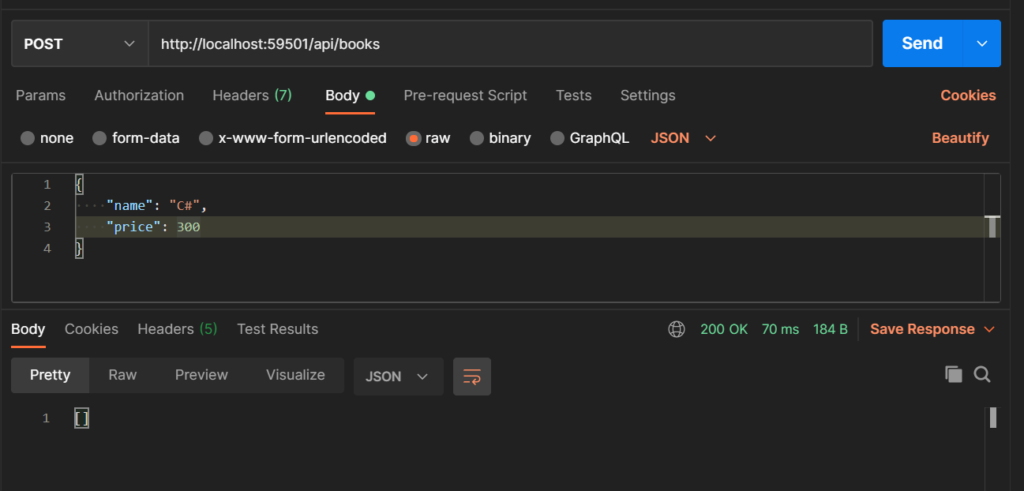 POST http://localhost:59501/api/books Send
Params Authorization Headers (7) Body Pre-request Script Tests Settings Cookies
none form-data x-www-form-urlencoded raw binary GraphQL JSON Beautify
1 {
2 ····"name": "C#",
3 ····"price": 300
4 }
Body Cookies Headers (5) Test Results 200 OK 70 ms 184 B Save Response
Pretty Raw Preview Visualize JSON
1 []